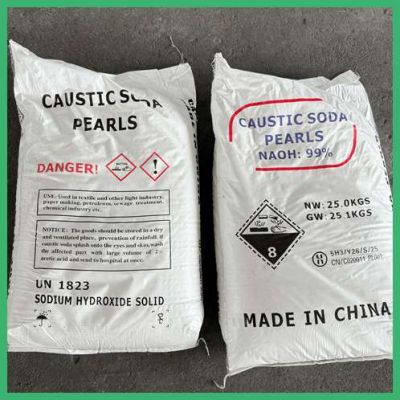 CAUSTIC SODA
PEARLS
DANGER!
USE: Used in textile and other light industry,
paper making, petroleum, sewage treatment,
chemical industry etc.
NOTICE: The goods should be stored in a dry
and ventilated place, prevention of rainfall, if
caustic soda splash onto the eyes and skin, wash
the affected part with large volume of 2%
acetic acid and send to hospital at once.
UN 1823
SODIUM HYDROXIDE SOLID
CAUSTIC SODA
PEARLS
NAOH: 99%
NW: 25.0KGS
GW: 25.1KGS
8
5H3/Y26/S/25
MADE IN CHINA